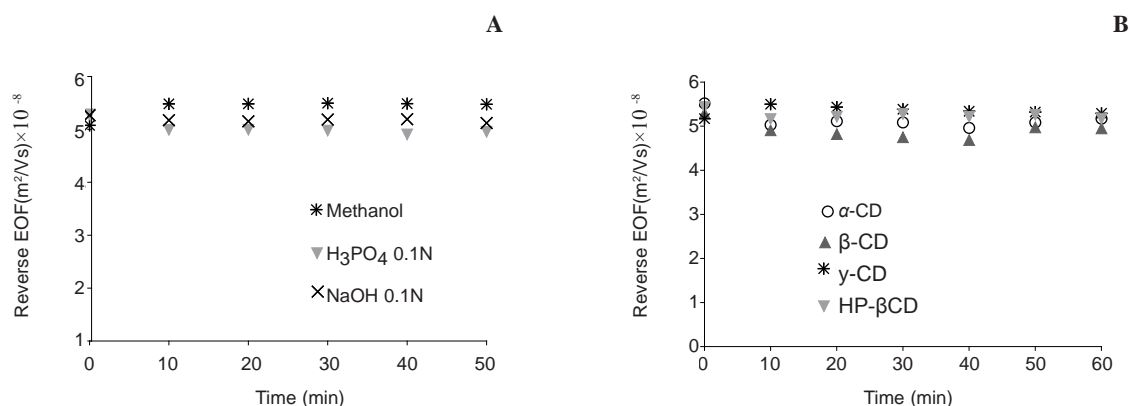 A
Reverse EOF(m²/Vs)×10⁻⁸
6
5
4
3
2
1
Methanol
H₃PO₄ 0.1N
NaOH 0.1N
0 10 20 30 40 50
Time (min)
B
Reverse EOF(m²/Vs)×10⁻⁸
6
5
4
3
2
1
0
α-CD
β-CD
y-CD
HP-βCD
0 10 20 30 40 50 60
Time (min)